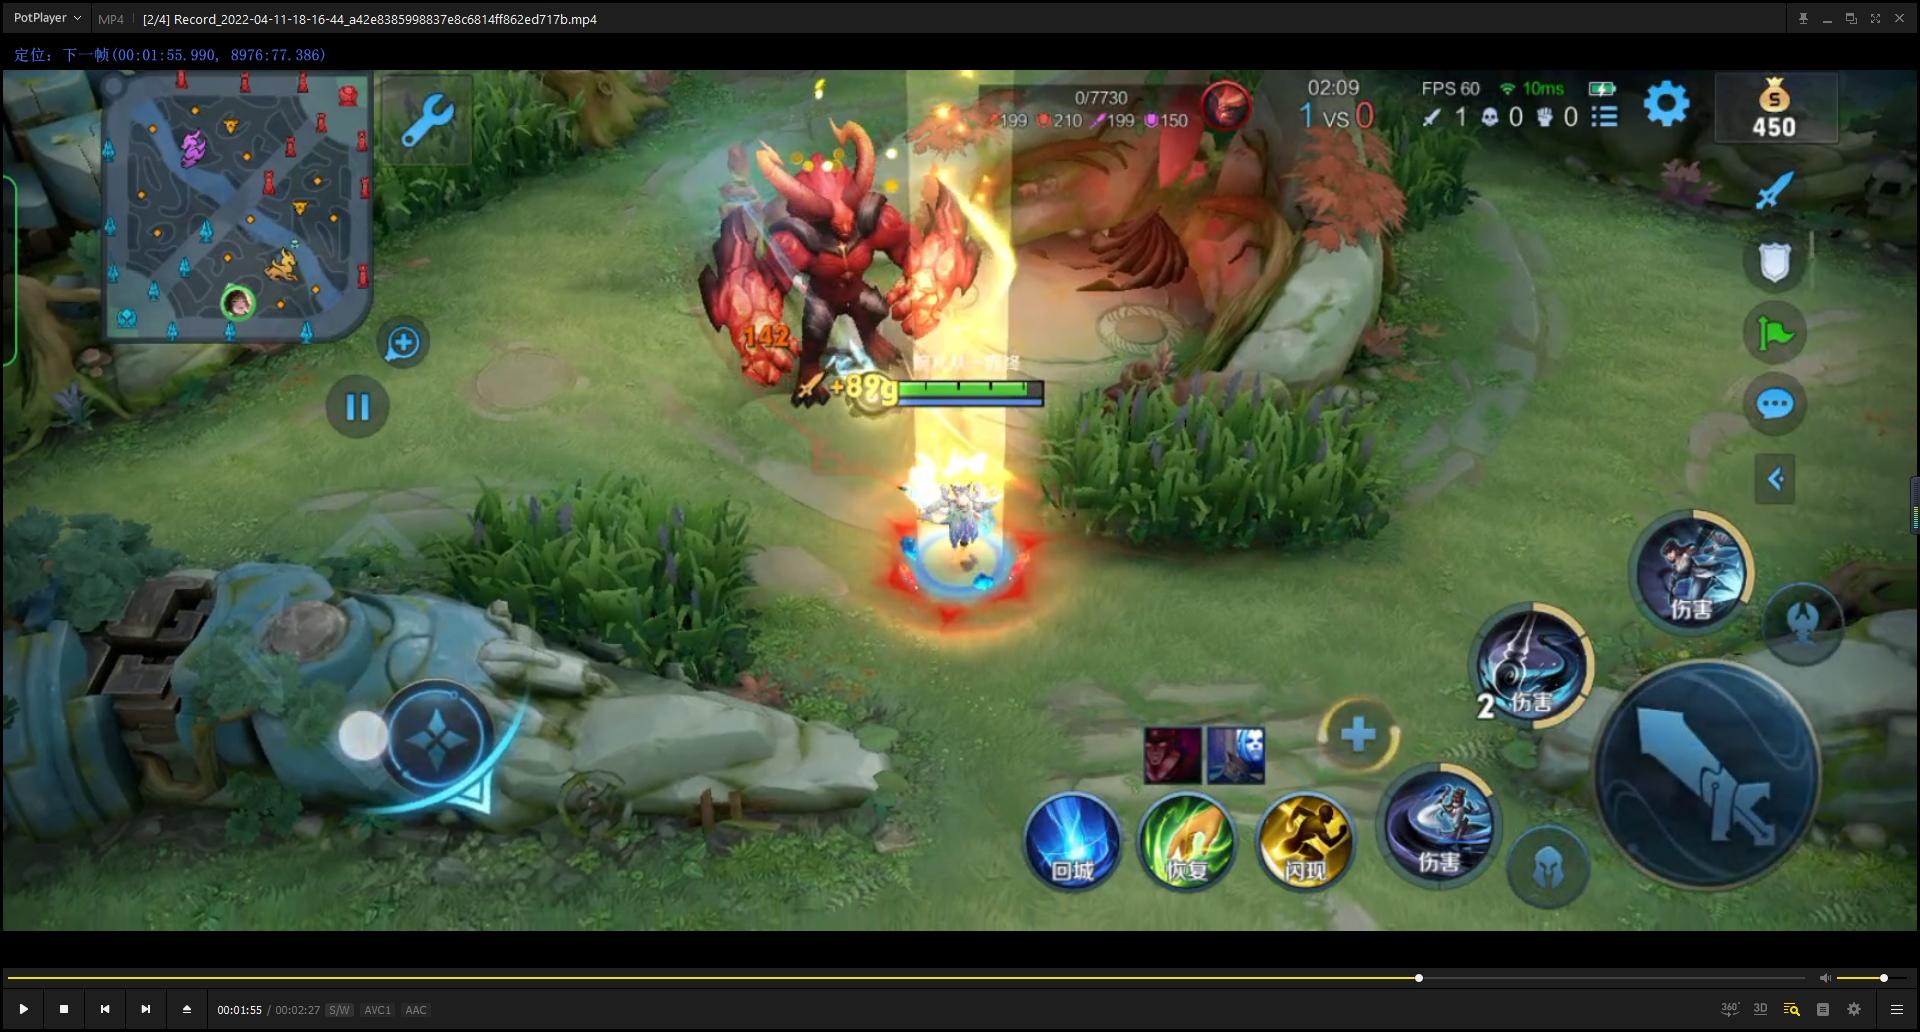 PotPlayer
MP4
[2/4] Record_2022-04-11-18-16-44_a42e8385998837e8c6814ff862ed717b.mp4
定位: 下一帧(00:01:55.990, 8976:77.386)
0/7730
199 210 199 150
02:09
1 VS 0
FPS 60
10ms
1 0 0
S
450
142
+89g
伤害
2 伤害
伤害
回城
恢复
闪现
00:01:55 / 00:02:27 S/W AVC1 AAC
360°
3D